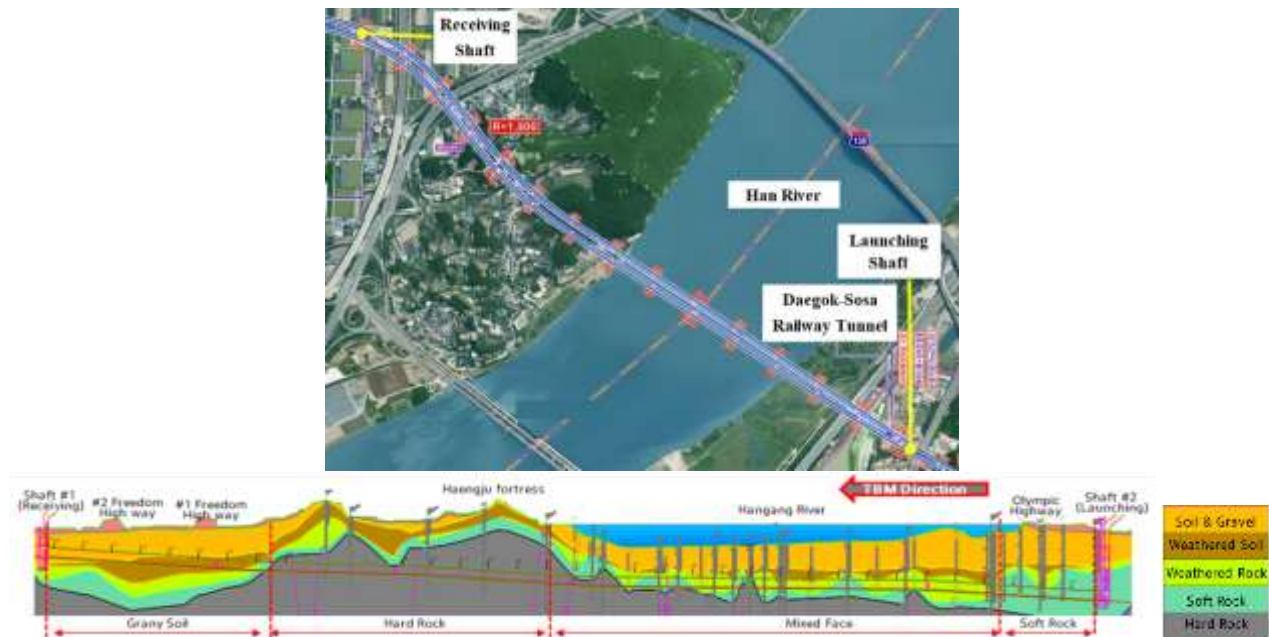 Receiving
Shaft
R=1,800
Han River
Launching
Shaft
Daegok-Sosa
Railway Tunnel
Shaft #1
(Receiving)
#2 Freedom
High way
#1 Freedom
High way
Haengju fortress
TBM Direction
Hangang River
Olympic
Highway
Shaft #2
(Launching)
Grany Soil
Hard Rock
Mixed Face
Soft Rock
Soil & Gravel
Weathered Soil
Weathered Rock
Soft Rock
Hard Rock